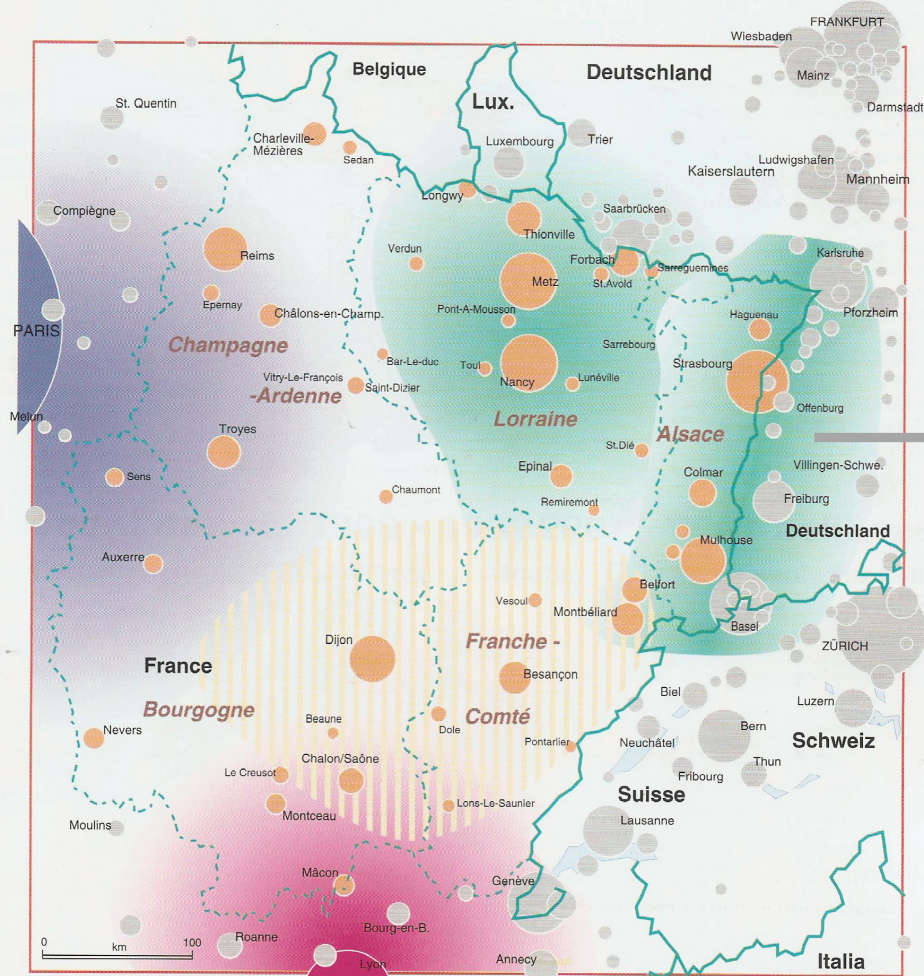 FRANKFURT
Wiesbaden
Belgique
Deutschland
Mainz
Lux.
St. Quentin
Darmstadt
Charleville-
Mézières
Sedan
Luxembourg
Trier
Ludwigshafen
Kaiserslautern
Mannheim
Longwy
Compiègne
Saarbrücken
Thionville
Verdun
Reims
Forbach
Karlsruhe
Metz
St.Avold
Sarreguemines
Epernay
Châlons-en-Champ.
Pont-A-Mousson
Haguenau
Pforzheim
PARIS
Champagne
Sarrebourg
Bar-Le-duc
Toul
Strasbourg
Vitry-Le-François
Saint-Dizier
-Ardenne
Nancy
Lunéville
Melun
Offenburg
Lorraine
Troyes
Alsace
St.Dié
Epinal
Villingen-Schwe.
Sens
Colmar
Chaumont
Remiremont
Freiburg
Deutschland
Mulhouse
Auxerre
Belfort
Vesoul
Montbéliard
Basel
Dijon
Franche -
ZÜRICH
France
Besançon
Biel
Luzern
Bourgogne
Comté
Beaune
Dole
Nevers
Bern
Neuchâtel
Pontarlier
Schweiz
Chalon/Saône
Thun
Le Creusot
Fribourg
Suisse
Lons-Le-Saunier
Montceau
Moulins
Lausanne
Mâcon
Genève
Bourg-en-B.
Roanne
0 km 100
Annecy
Lyon
Italia